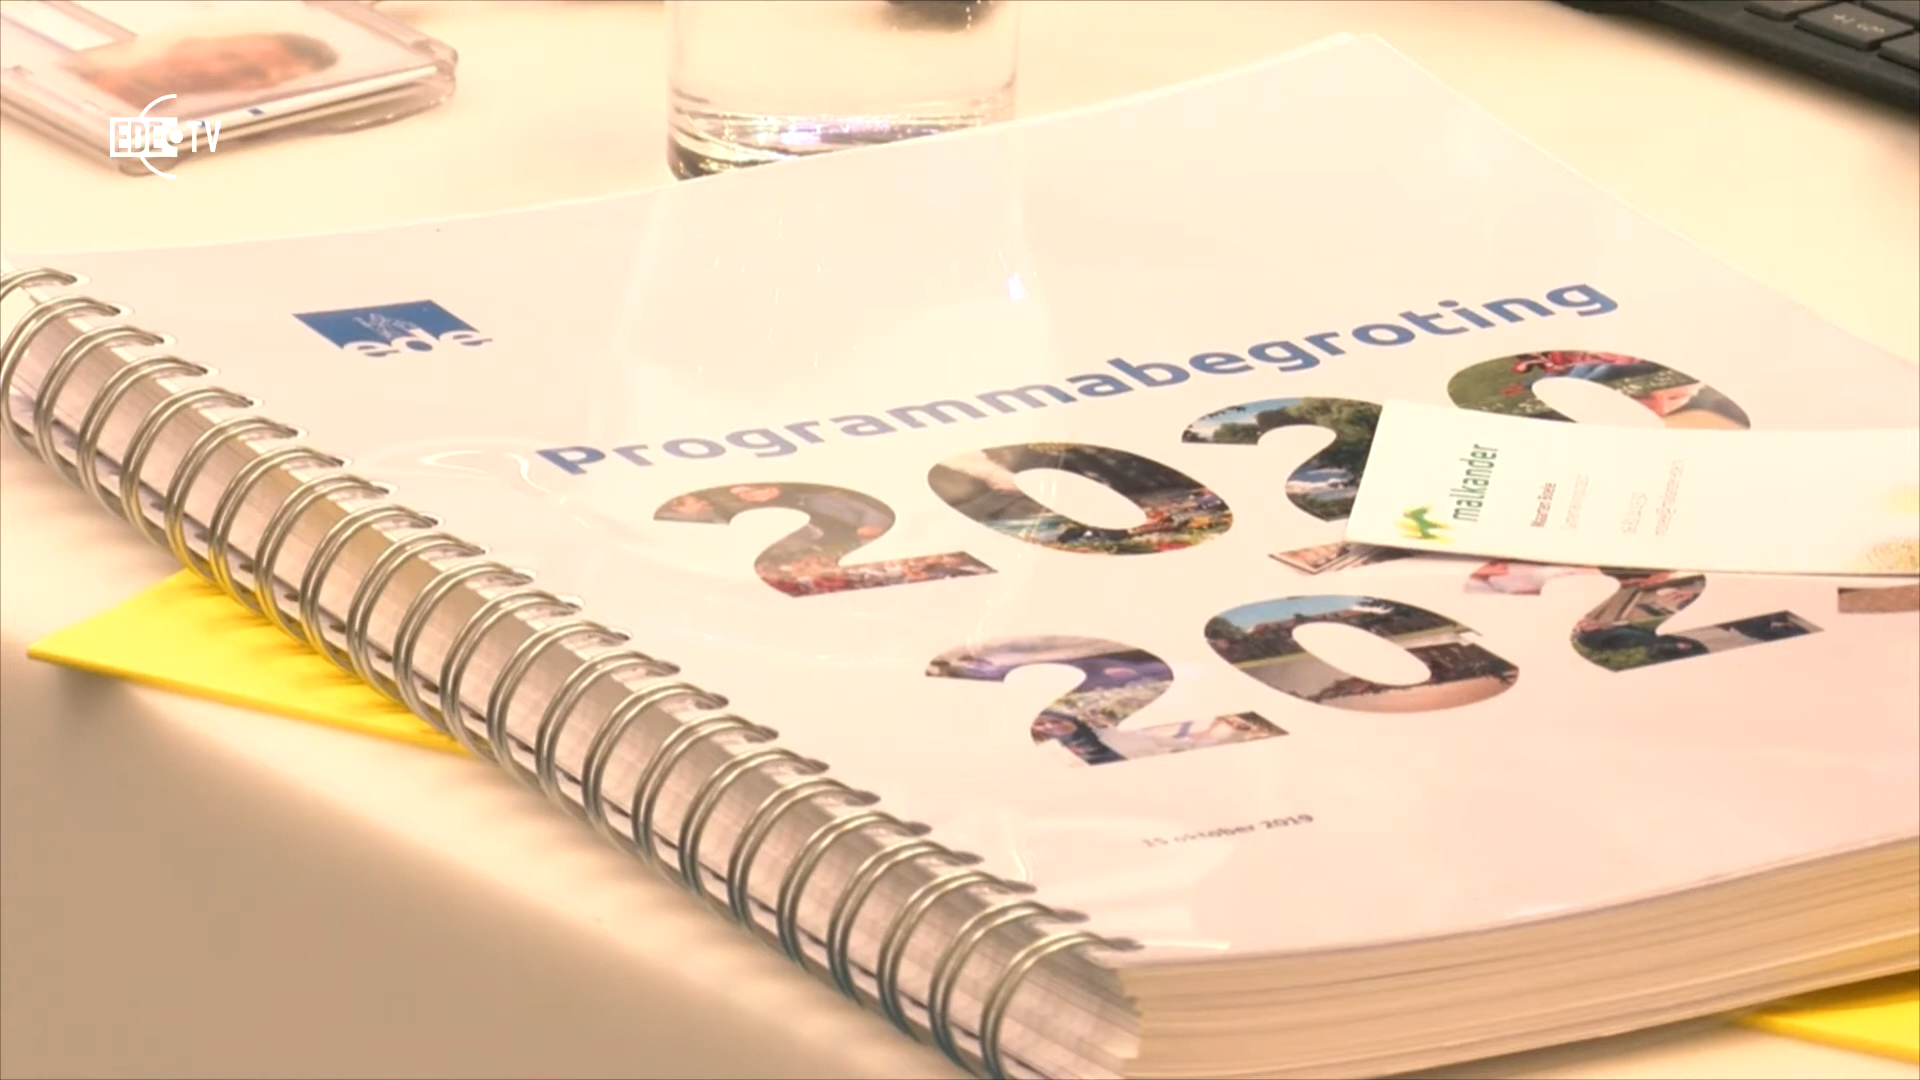 EDE TV
ede
Programmabegroting
2020
202
malkander
15 oktober 2019